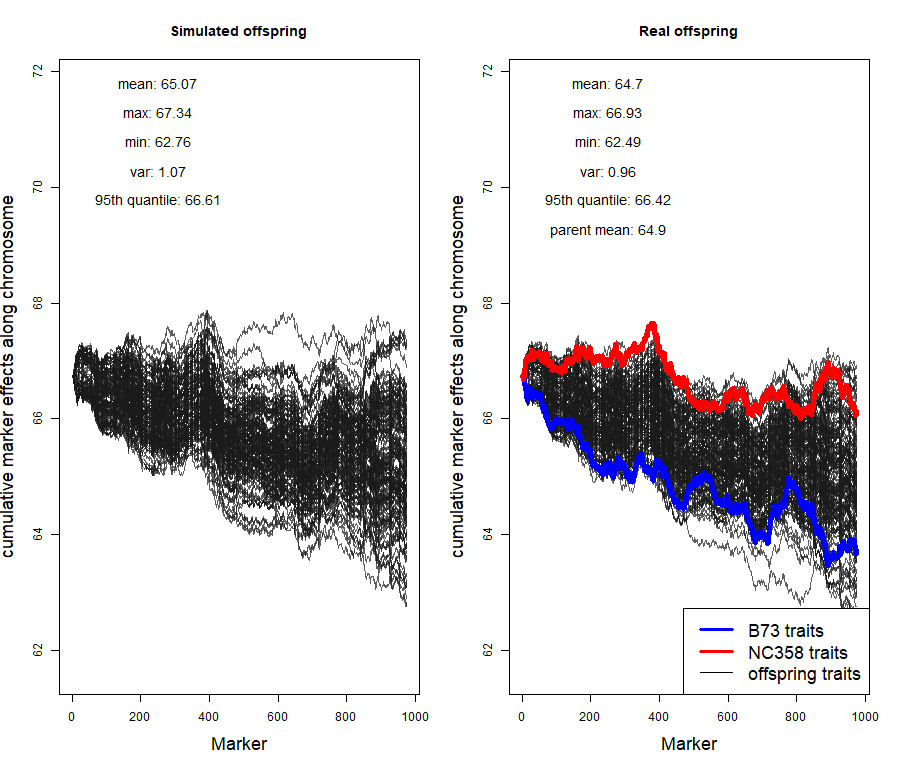 Simulated offspring
mean: 65.07
max: 67.34
min: 62.76
var: 1.07
95th quantile: 66.61
72
70
68
66
64
62
cumulative marker effects along chromosome
0 200 400 600 800 1000
Marker
Real offspring
mean: 64.7
max: 66.93
min: 62.49
var: 0.96
95th quantile: 66.42
parent mean: 64.9
72
70
68
66
64
62
cumulative marker effects along chromosome
B73 traits
NC358 traits
offspring traits
0 200 400 600 800 1000
Marker